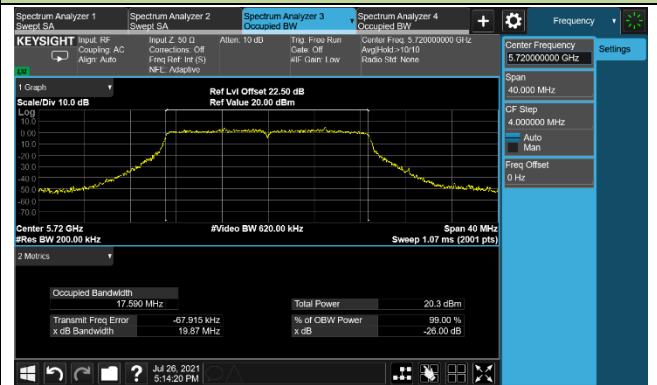 Spectrum Analyzer 1
Swept SA
Spectrum Analyzer 2
Swept SA
Spectrum Analyzer 3
Occupied BW
Spectrum Analyzer 4
Occupied BW
+
Frequency
KEYSIGHT
Input: RF
Coupling: AC
Align: Auto
Input Z: 50 Ω
Corrections: Off
Freq Ref: Int (S)
NFE: Adaptive
Atten: 10 dB
Trig: Free Run
Gate: Off
#IF Gain: Low
Center Freq: 5.720000000 GHz
Avg|Hold:>10/10
Radio Std: None
Center Frequency
5.720000000 GHz
Settings
Span
40.000 MHz
CF Step
4.000000 MHz
Auto
Man
Freq Offset
0 Hz
1 Graph
Scale/Div 10.0 dB
Ref Lvl Offset 22.50 dB
Ref Value 20.00 dBm
Log
10.0
0.00
-10.0
-20.0
-30.0
-40.0
-50.0
-60.0
-70.0
Center 5.72 GHz
#Res BW 200.00 kHz
#Video BW 620.00 kHz
Span 40 MHz
Sweep 1.07 ms (2001 pts)
2 Metrics
Occupied Bandwidth
17.590 MHz
Total Power 20.3 dBm
Transmit Freq Error -67.915 kHz
% of OBW Power 99.00 %
x dB Bandwidth 19.87 MHz
x dB -26.00 dB
?
Jul 26, 2021
5:14:20 PM